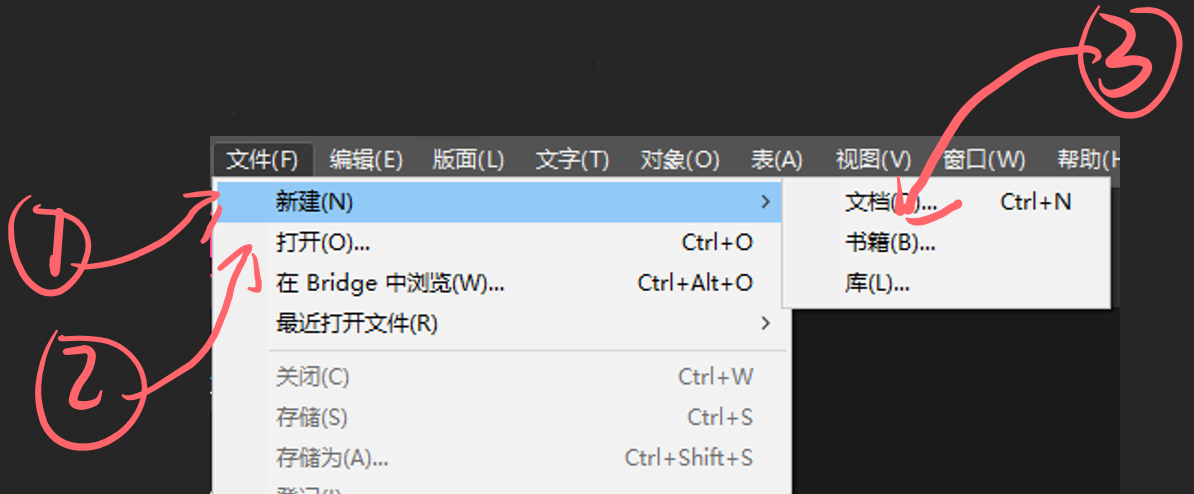 3
文件(F) 编辑(E) 版面(L) 文字(T) 对象(O) 表(A) 视图(V) 窗口(W) 帮助(H
1
新建(N)
打开(O)... Ctrl+O
在 Bridge 中浏览(W)... Ctrl+Alt+O
最近打开文件(R)
文档 ... Ctrl+N
书籍(B)...
库(L)...
2
关闭(C) Ctrl+W
存储(S) Ctrl+S
存储为(A)... Ctrl+Shift+S